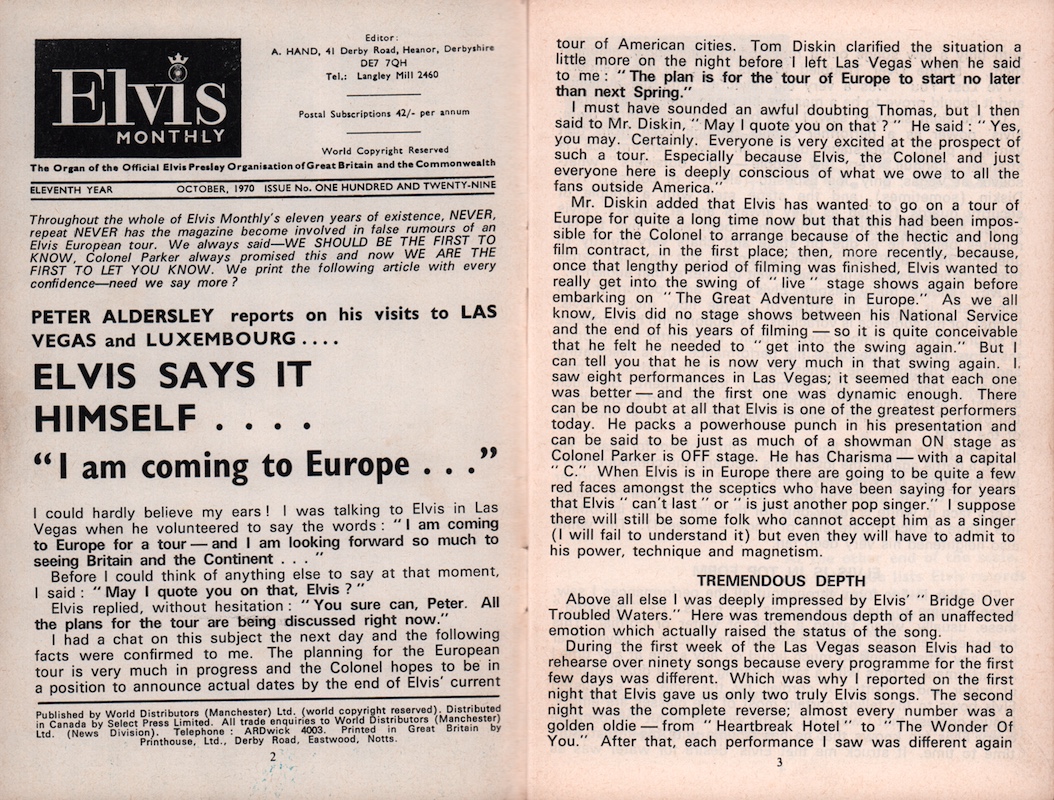 Elvis
MONTHLY
Editor:
A. HAND, 41 Derby Road, Heanor, Derbyshire
DE7 7QH
Tel.: Langley Mill 2460
Postal Subscriptions 42/- per annum
World Copyright Reserved
The Organ of the Official Elvis Presley Organisation of Great Britain and the Commonwealth
ELEVENTH YEAR OCTOBER, 1970 ISSUE No. ONE HUNDRED AND TWENTY-NINE
Throughout the whole of Elvis Monthly's eleven years of existence, NEVER,
repeat NEVER has the magazine become involved in false rumours of an
Elvis European tour. We always said—WE SHOULD BE THE FIRST TO
KNOW, Colonel Parker always promised this and now WE ARE THE
FIRST TO LET YOU KNOW. We print the following article with every
confidence—need we say more?
PETER ALDERSLEY reports on his visits to LAS
VEGAS and LUXEMBOURG....
ELVIS SAYS IT
HIMSELF ....
"I am coming to Europe ..."
I could hardly believe my ears! I was talking to Elvis in Las
Vegas when he volunteered to say the words: "I am coming
to Europe for a tour — and I am looking forward so much to
seeing Britain and the Continent ..."
Before I could think of anything else to say at that moment,
I said: "May I quote you on that, Elvis?"
Elvis replied, without hesitation: "You sure can, Peter. All
the plans for the tour are being discussed right now."
I had a chat on this subject the next day and the following
facts were confirmed to me. The planning for the European
tour is very much in progress and the Colonel hopes to be in
a position to announce actual dates by the end of Elvis' current
Published by World Distributors (Manchester) Ltd. (world copyright reserved). Distributed
in Canada by Select Press Limited. All trade enquiries to World Distributors (Manchester)
Ltd. (News Division). Telephone: ARDwick 4003. Printed in Great Britain by
Printhouse, Ltd., Derby Road, Eastwood, Notts.
2
tour of American cities. Tom Diskin clarified the situation a
little more on the night before I left Las Vegas when he said
to me: "The plan is for the tour of Europe to start no later
than next Spring."
I must have sounded an awful doubting Thomas, but I then
said to Mr. Diskin, "May I quote you on that?" He said: "Yes,
you may. Certainly. Everyone is very excited at the prospect of
such a tour. Especially because Elvis, the Colonel and just
everyone here is deeply conscious of what we owe to all the
fans outside America."
Mr. Diskin added that Elvis has wanted to go on a tour of
Europe for quite a long time now but that this had been impos-
sible for the Colonel to arrange because of the hectic and long
film contract, in the first place; then, more recently, because,
once that lengthy period of filming was finished, Elvis wanted to
really get into the swing of "live" stage shows again before
embarking on "The Great Adventure in Europe." As we all
know, Elvis did no stage shows between his National Service
and the end of his years of filming — so it is quite conceivable
that he felt he needed to "get into the swing again." But I
can tell you that he is now very much in that swing again. I
saw eight performances in Las Vegas; it seemed that each one
was better — and the first one was dynamic enough. There
can be no doubt at all that Elvis is one of the greatest performers
today. He packs a powerhouse punch in his presentation and
can be said to be just as much of a showman ON stage as
Colonel Parker is OFF stage. He has Charisma — with a capital
"C." When Elvis is in Europe there are going to be quite a few
red faces amongst the sceptics who have been saying for years
that Elvis "can't last" or "is just another pop singer." I suppose
there will still be some folk who cannot accept him as a singer
(I will fail to understand it) but even they will have to admit to
his power, technique and magnetism.
TREMENDOUS DEPTH
Above all else I was deeply impressed by Elvis' "Bridge Over
Troubled Waters." Here was tremendous depth of an unaffected
emotion which actually raised the status of the song.
During the first week of the Las Vegas season Elvis had to
rehearse over ninety songs because every programme for the first
few days was different. Which was why I reported on the first
night that Elvis gave us only two truly Elvis songs. The second
night was the complete reverse; almost every number was a
golden oldie — from "Heartbreak Hotel" to "The Wonder Of
You." After that, each performance I saw was different again
3